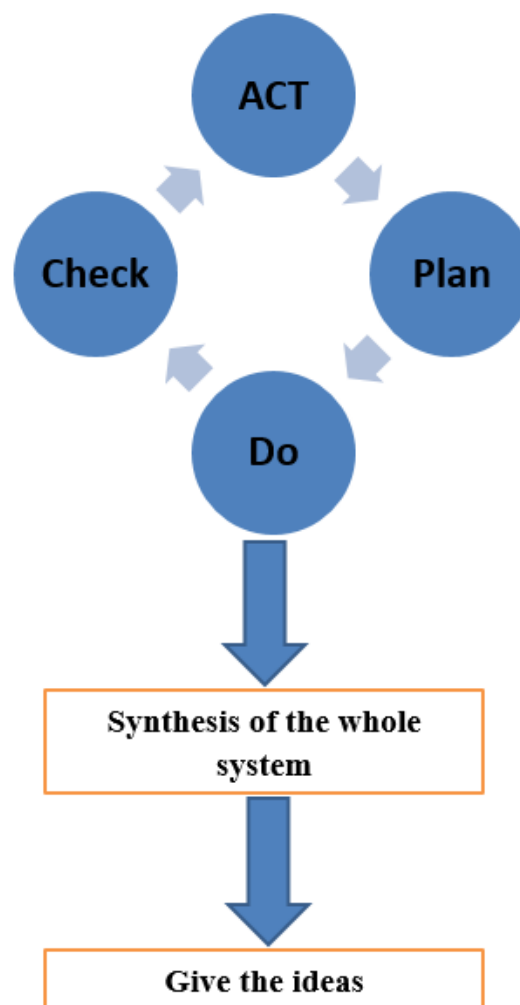 ACT
Check
Plan
Do
Synthesis of the whole
system
Give the ideas